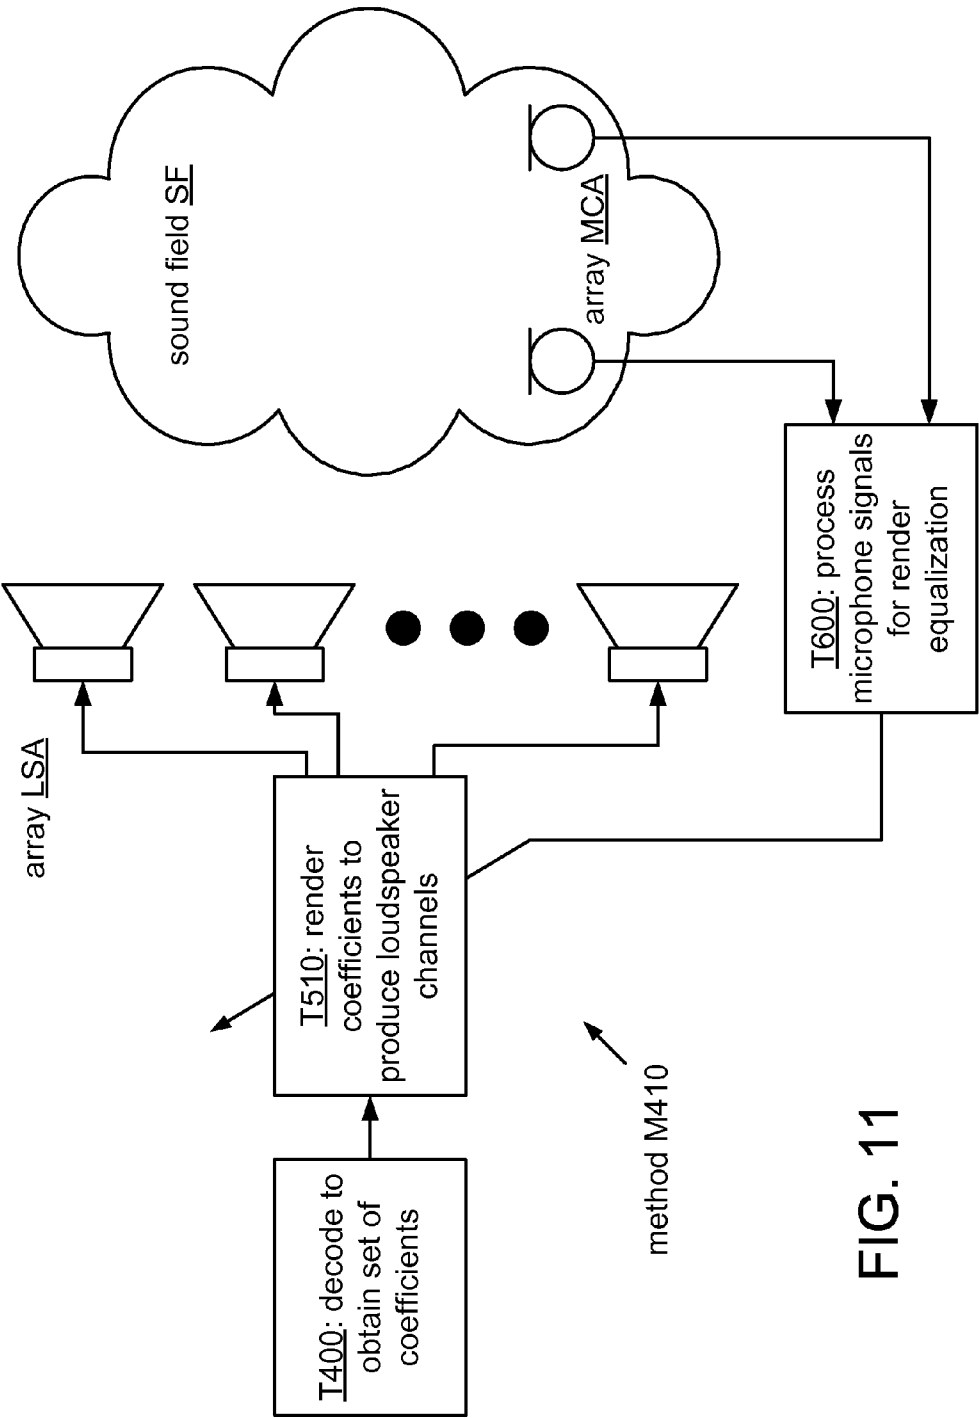 array LSA
sound field SF
array MCA
T400: decode to
obtain set of
coefficients
T510: render
coefficients to
produce loudspeaker
channels
T600: process
microphone signals
for render
equalization
method M410
FIG. 11